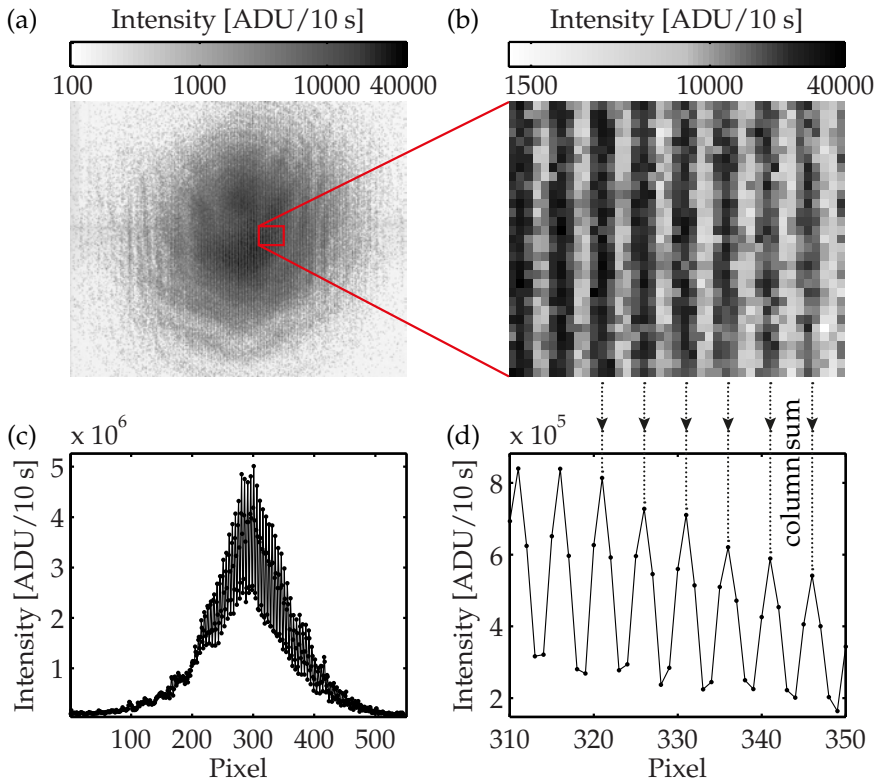 (a) Intensity [ADU/10 s]
100 1000 10000 40000
(b) Intensity [ADU/10 s]
1500 10000 40000
(c) x 10^6
Intensity [ADU/10 s]
5
4
3
2
1
100 200 300 400 500
Pixel
(d) x 10^5
column sum
Intensity [ADU/10 s]
8
6
4
2
310 320 330 340 350
Pixel